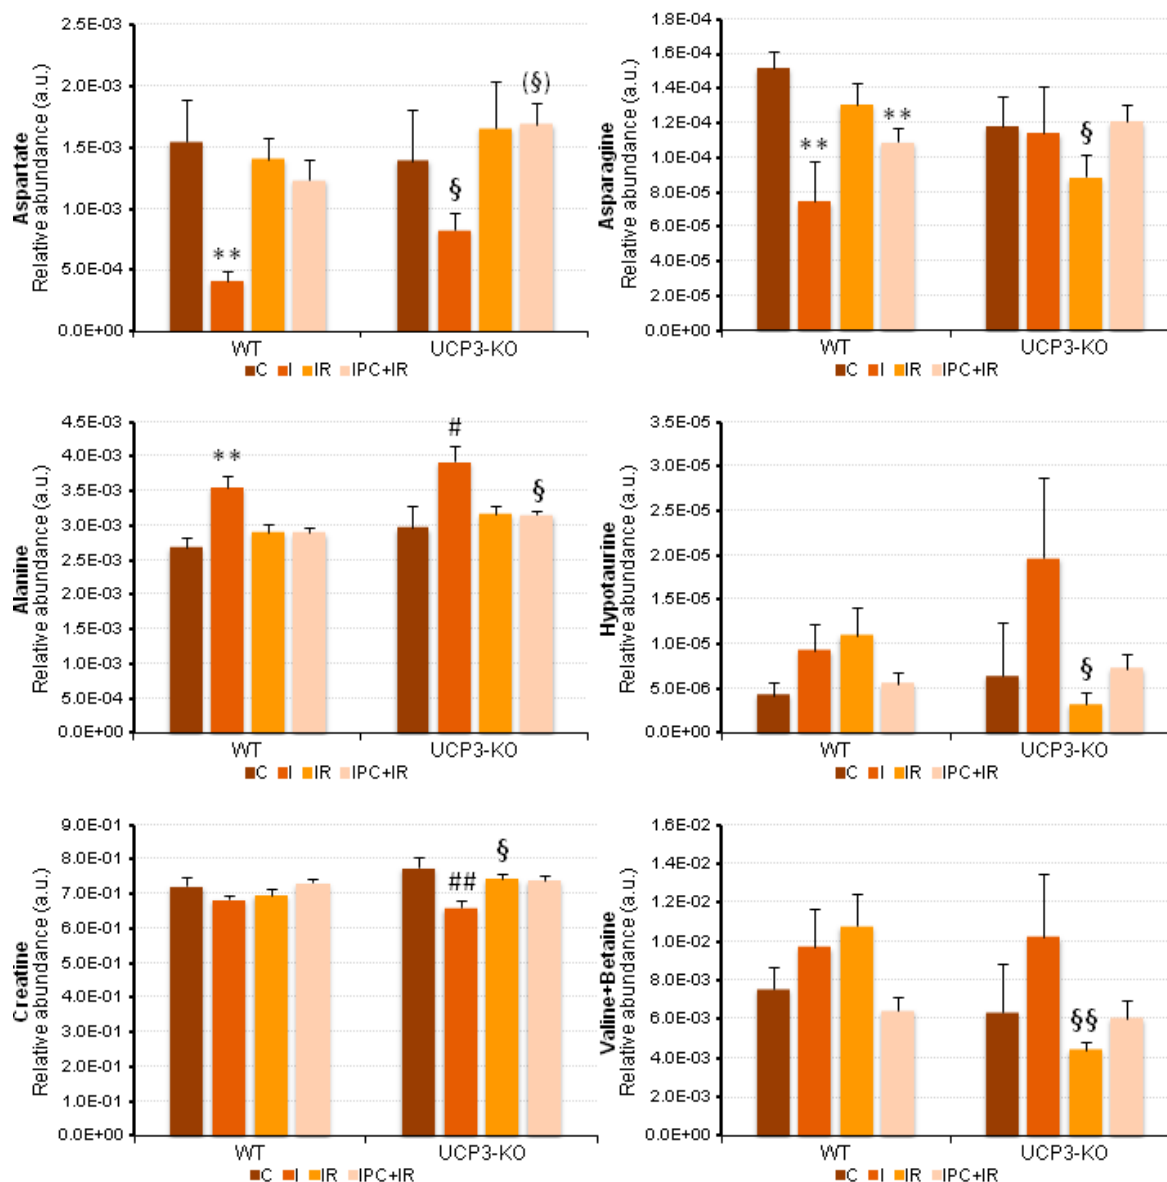 Aspartate
Relative abundance (a.u.)
2.5E-03
2.0E-03
1.5E-03
1.0E-03
5.0E-04
0.0E+00
**
§
(§)
WT UCP3-KO
C I IR IPC+IR
Asparagine
Relative abundance (a.u.)
1.8E-04
1.6E-04
1.4E-04
1.2E-04
1.0E-04
8.0E-05
6.0E-05
4.0E-05
2.0E-05
0.0E+00
**
**
§
WT UCP3-KO
C I IR IPC+IR
Alanine
Relative abundance (a.u.)
4.5E-03
4.0E-03
3.5E-03
3.0E-03
2.5E-03
2.0E-03
1.5E-03
1.0E-03
5.0E-04
0.0E+00
**
#
§
WT UCP3-KO
C I IR IPC+IR
Hypotaurine
Relative abundance (a.u.)
3.5E-05
3.0E-05
2.5E-05
2.0E-05
1.5E-05
1.0E-05
5.0E-06
0.0E+00
§
WT UCP3-KO
C I IR IPC+IR
Creatine
Relative abundance (a.u.)
9.0E-01
8.0E-01
7.0E-01
6.0E-01
5.0E-01
4.0E-01
3.0E-01
2.0E-01
1.0E-01
0.0E+00
##
§
WT UCP3-KO
C I IR IPC+IR
Valine+Betaine
Relative abundance (a.u.)
1.6E-02
1.4E-02
1.2E-02
1.0E-02
8.0E-03
6.0E-03
4.0E-03
2.0E-03
0.0E+00
§§
WT UCP3-KO
C I IR IPC+IR